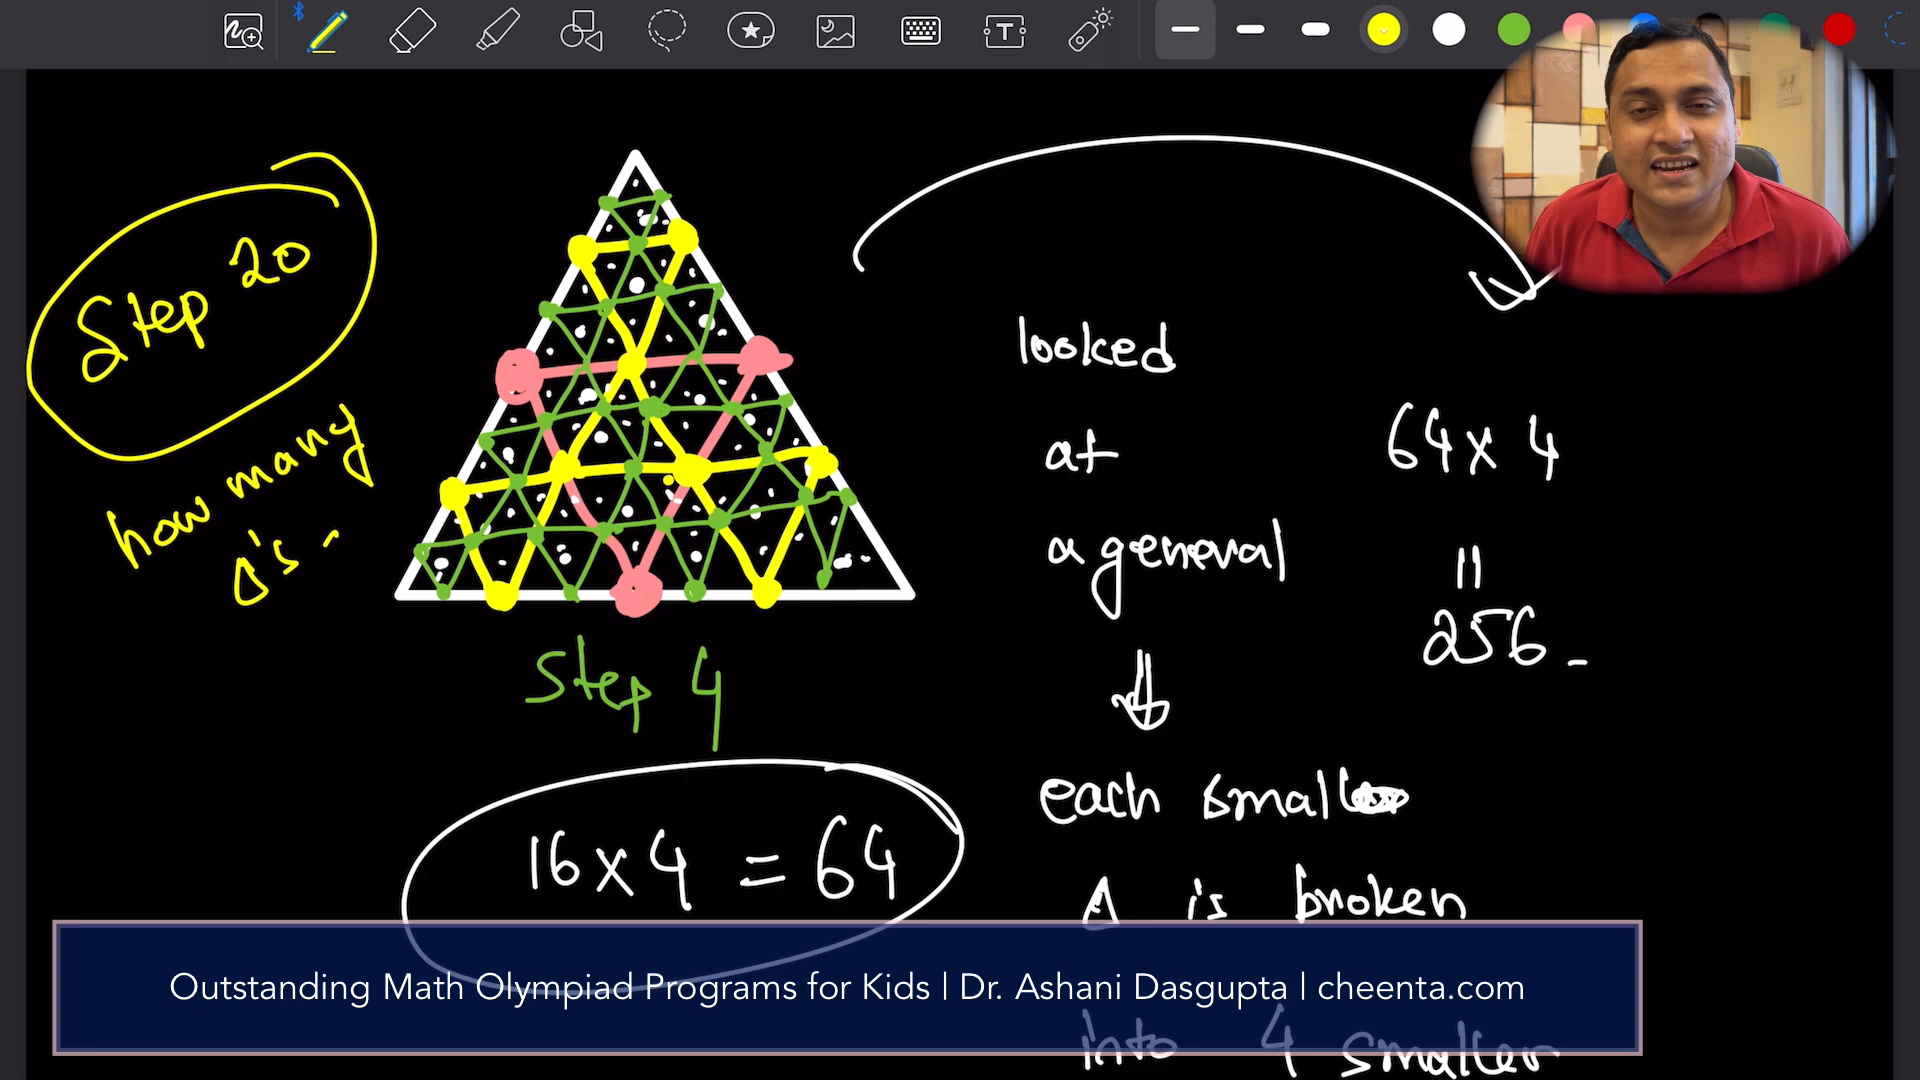 Step 20
how many
Δ's -
Step 4
16 x 4 = 64
looked
at
a general
each small
Δ is broken
into 4 smaller
64 x 4
=
256 -
Outstanding Math Olympiad Programs for Kids | Dr. Ashani Dasgupta | cheenta.com